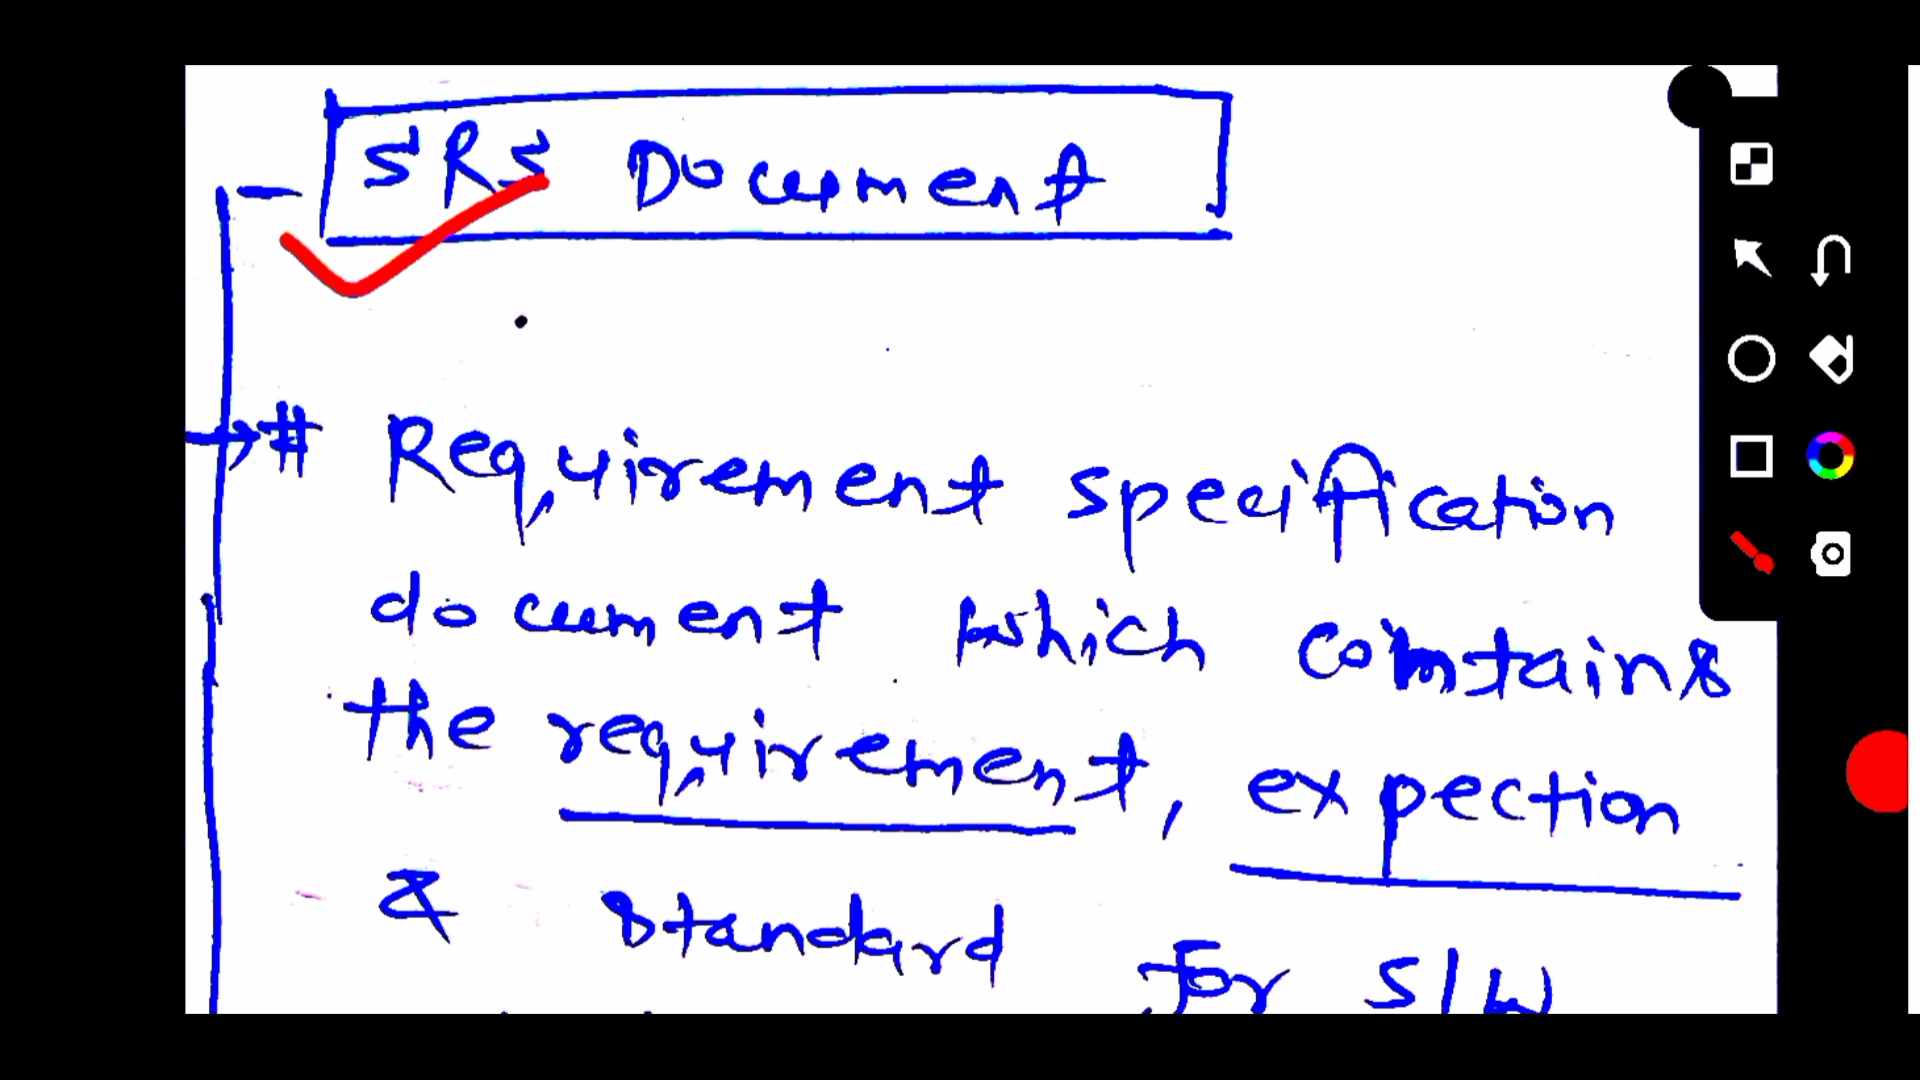 SRS Document
# Requirement specification
document which contains
the requirement, expection
& standard for S/W